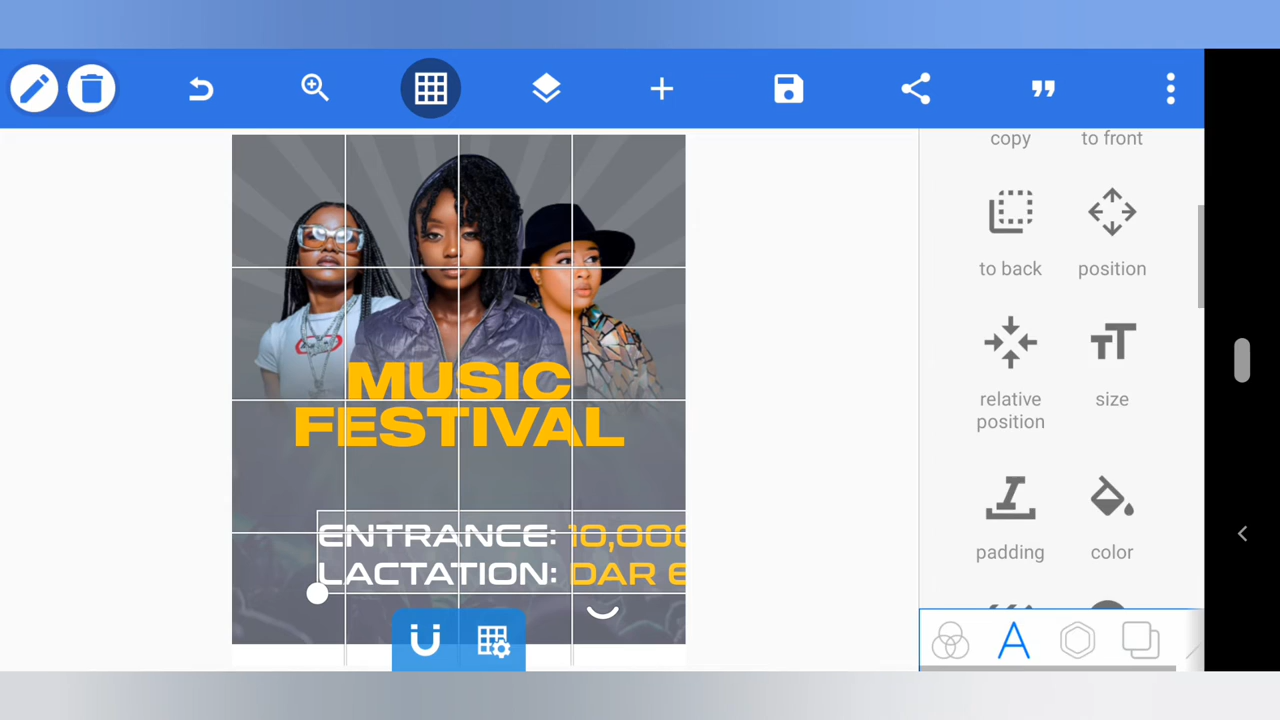 copy
to front
to back
position
relative
position
size
padding
color
MUSIC
FESTIVAL
ENTRANCE: 10,000
LACTATION: DAR